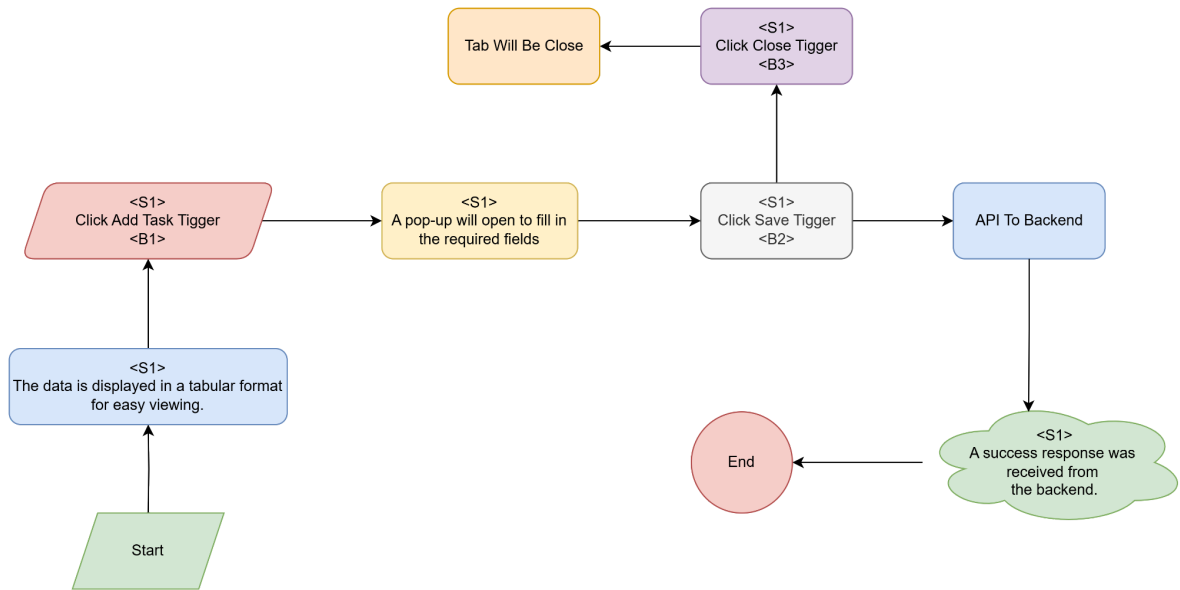 Tab Will Be Close
<S1>
Click Close Tigger
<B3>
<S1>
Click Add Task Tigger
<B1>
<S1>
A pop-up will open to fill in
the required fields
<S1>
Click Save Tigger
<B2>
API To Backend
<S1>
The data is displayed in a tabular format
for easy viewing.
End
<S1>
A success response was
received from
the backend.
Start